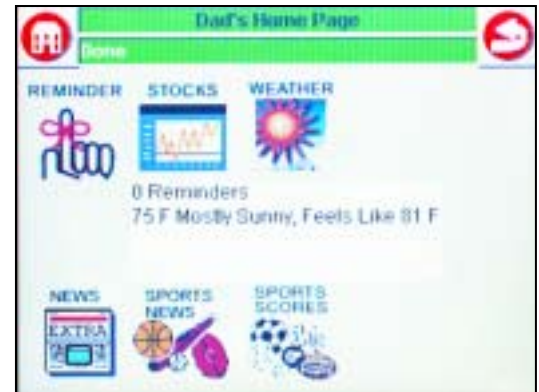 Dad's Home Page
Done
REMINDER STOCKS WEATHER
0 Reminders
75 F Mostly Sunny, Feels Like 81 F
NEWS SPORTS NEWS SPORTS SCORES
EXTRA